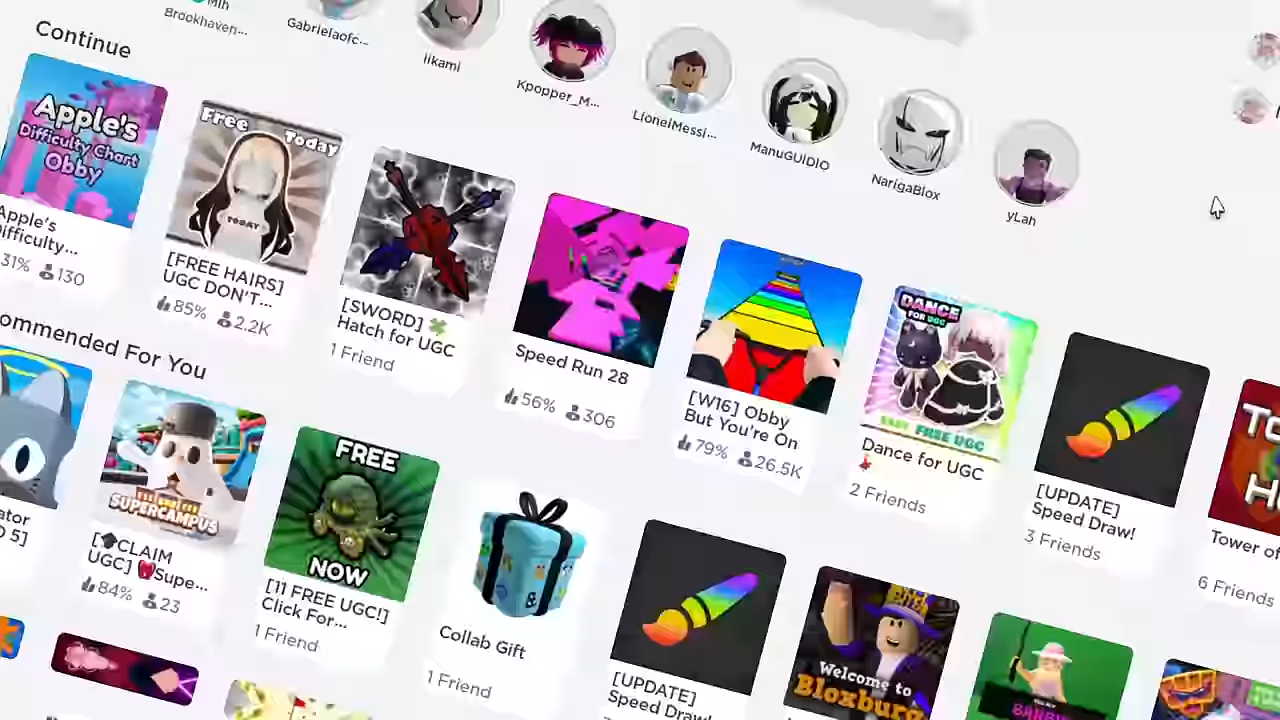 Mih
Brookhaven...
Gabrielaofc...
iikami
Kpopper_M...
LionelMessi...
ManuGUIDIO
NarigaBlox
yLah
Continue
Apple's
Difficulty Chart
Obby
Apple's
Difficulty...
31% 130
Free Today
TODAY
[FREE HAIRS]
UGC DON'T...
85% 2.2K
[SWORD] 🍀
Hatch for UGC
1 Friend
Speed Run 28
56% 306
[W16] Obby
But You're On
79% 26.5K
DANCE
FOR UGC
EASY FREE UGC
Dance for UGC
💃
2 Friends
[UPDATE]
Speed Draw!
3 Friends
Tower of
6 Friends
ommended For You
ator
5]
SUPERCAMPUS
[🎓CLAIM
UGC] 🎒Supe...
84% 23
FREE
NOW
[11 FREE UGC!]
Click For...
1 Friend
Collab Gift
1 Friend
[UPDATE]
Speed Draw!
Welcome to
Bloxburg